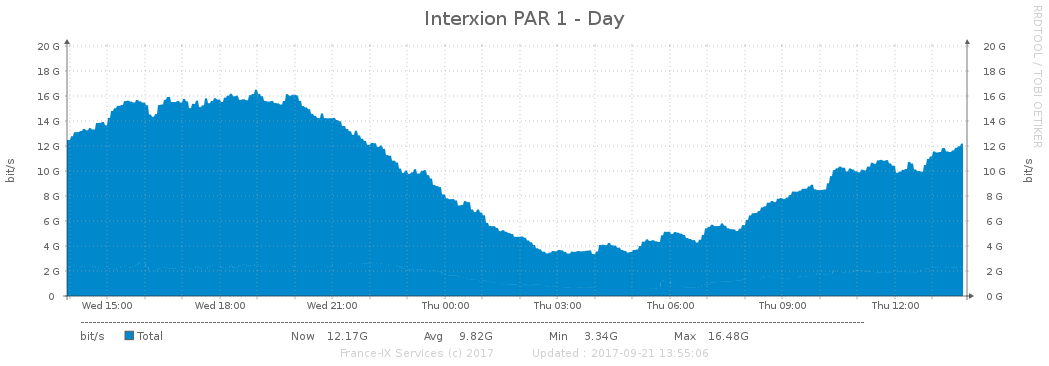 Interxion PAR 1 - Day
RRDTOOL / TOBI OETIKER
20 G 20 G
18 G 18 G
16 G 16 G
14 G 14 G
12 G 12 G
10 G 10 G
8 G 8 G
6 G 6 G
4 G 4 G
2 G 2 G
0 0 G
bit/s
bit/s
Wed 15:00 Wed 18:00 Wed 21:00 Thu 00:00 Thu 03:00 Thu 06:00 Thu 09:00 Thu 12:00
bit/s Total Now 12.17G Avg 9.82G Min 3.34G Max 16.48G
France-IX Services (c) 2017 Updated : 2017-09-21 13:55:06